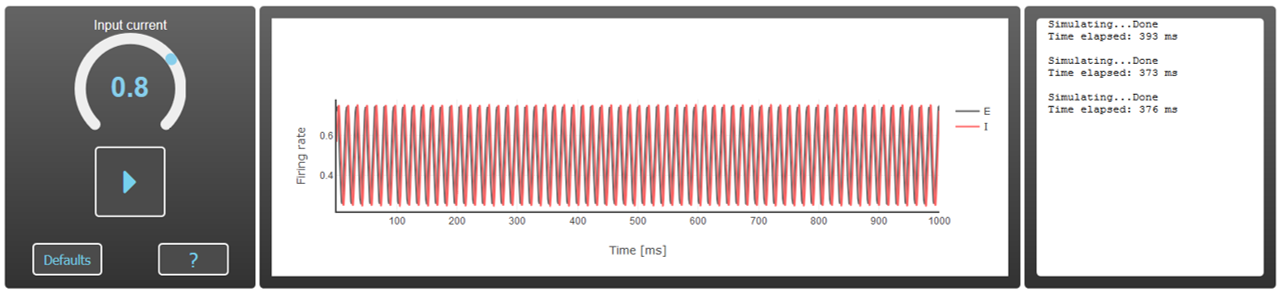 Input current
0.8
Defaults
?
Firing rate
0.6
0.4
100 200 300 400 500 600 700 800 900 1000
Time [ms]
E
I
Simulating...Done
Time elapsed: 393 ms
Simulating...Done
Time elapsed: 373 ms
Simulating...Done
Time elapsed: 376 ms